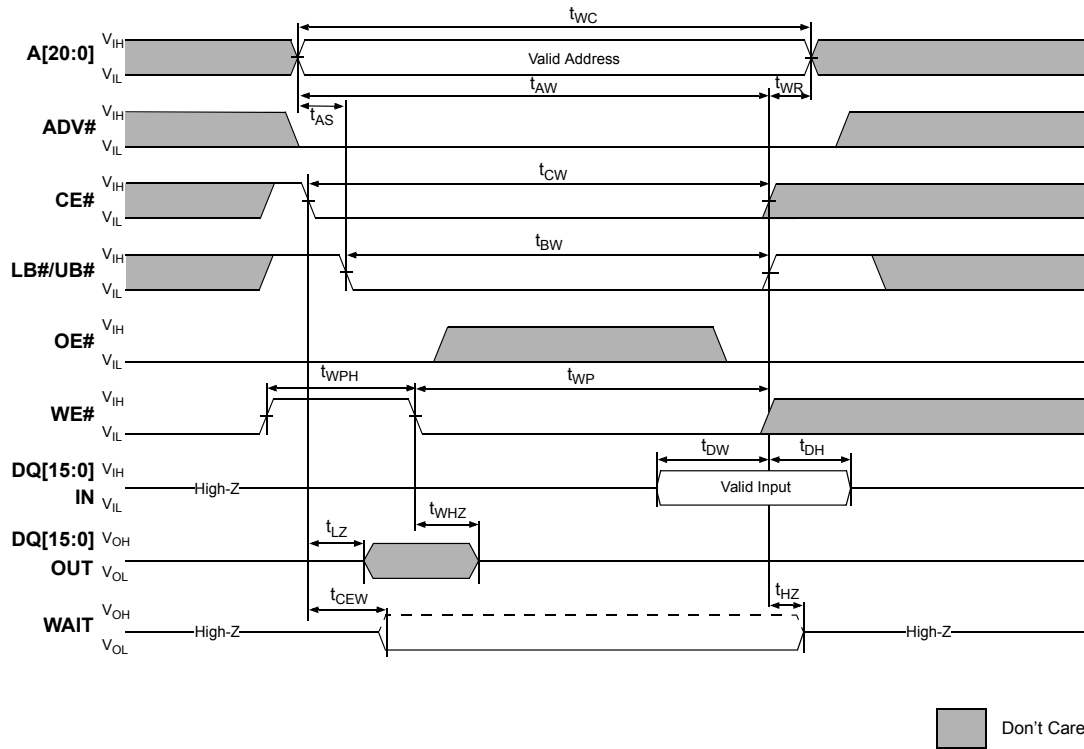 tWC
A[20:0] VIH
VIL
Valid Address
tAW
tWR
tAS
ADV# VIH
VIL
tCW
CE# VIH
VIL
tBW
LB#/UB# VIH
VIL
OE# VIH
VIL
tWPH
tWP
WE# VIH
VIL
tDW
tDH
DQ[15:0] VIH
IN VIL
High-Z
Valid Input
tWHZ
tLZ
DQ[15:0] VOH
OUT VOL
tCEW
tHZ
WAIT VOH
VOL
High-Z
High-Z
Don't Care